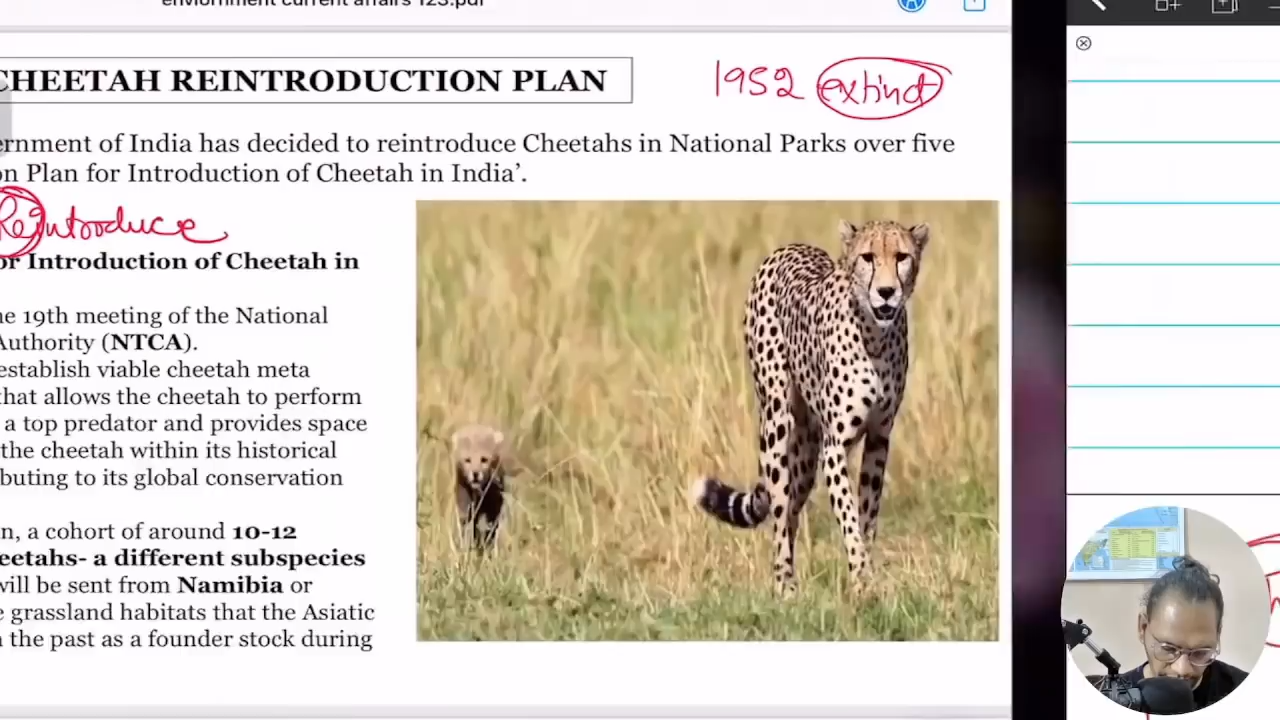 enviornment current affairs 123.pdf
CHEETAH REINTRODUCTION PLAN
1952 extinct
ernment of India has decided to reintroduce Cheetahs in National Parks over five
on Plan for Introduction of Cheetah in India’.
Reintroduce
or Introduction of Cheetah in
he 19th meeting of the National
Authority (NTCA).
establish viable cheetah meta
that allows the cheetah to perform
a top predator and provides space
the cheetah within its historical
buting to its global conservation
an, a cohort of around 10-12
heetahs- a different subspecies
will be sent from Namibia or
e grassland habitats that the Asiatic
n the past as a founder stock during